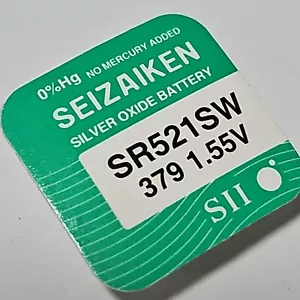 0%Hg NO MERCURY ADDED
SEIZAIKEN
SILVER OXIDE BATTERY
SR521SW
379 1.55V
SII